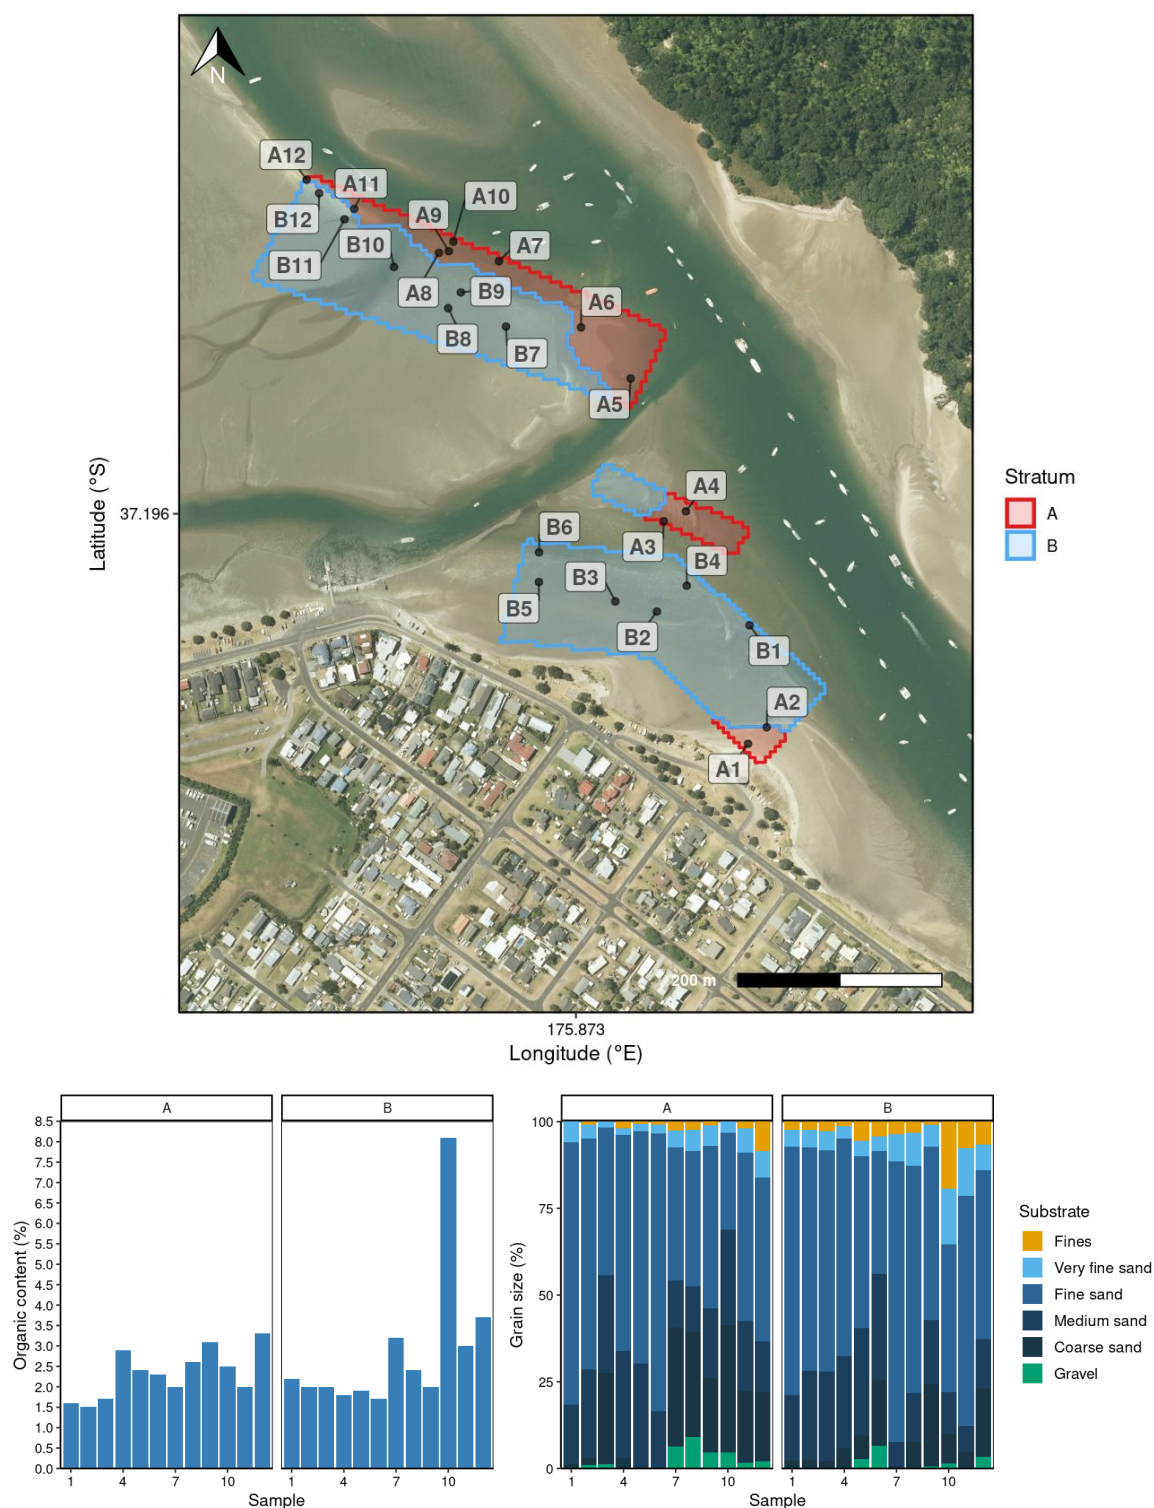 N
A12
A11
A10
A9
B12
B10
A7
B11
A8
B9
A6
B8
B7
A5
A4
B6
A3
B4
B3
B5
B2
B1
A2
A1
200 m
Latitude (°S)
37.196
175.873
Longitude (°E)
Stratum
A
B
A
B
Organic content (%)
8.5
8.0
7.5
7.0
6.5
6.0
5.5
5.0
4.5
4.0
3.5
3.0
2.5
2.0
1.5
1.0
0.5
0.0
1 4 7 10 1 4 7 10
Sample
A
B
Grain size (%)
100
75
50
25
0
1 4 7 10 1 4 7 10
Sample
Substrate
Fines
Very fine sand
Fine sand
Medium sand
Coarse sand
Gravel